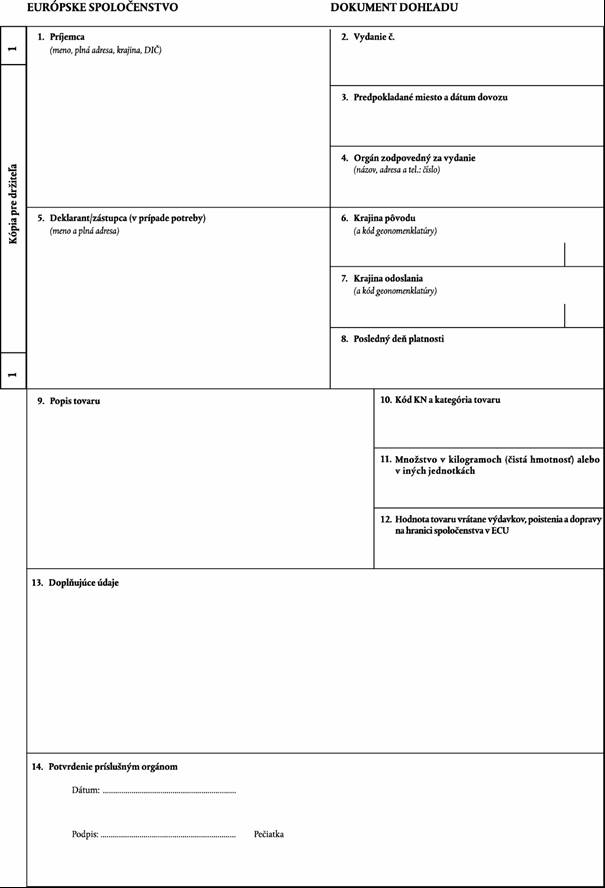 EURÓPSKE SPOLOČENSTVO
DOKUMENT DOHĽADU
1
Kópia pre držiteľa
1
1. Príjemca
(meno, plná adresa, krajina, DIČ)
2. Vydanie č.
3. Predpokladané miesto a dátum dovozu
4. Orgán zodpovedný za vydanie
(názov, adresa a tel.: číslo)
5. Deklarant/zástupca (v prípade potreby)
(meno a plná adresa)
6. Krajina pôvodu
(a kód geonomenklatúry)
7. Krajina odoslania
(a kód geonomenklatúry)
8. Posledný deň platnosti
9. Popis tovaru
10. Kód KN a kategória tovaru
11. Množstvo v kilogramoch (čistá hmotnosť) alebo
v iných jednotkách
12. Hodnota tovaru vrátane výdavkov, poistenia a dopravy
na hranici spoločenstva v ECU
13. Doplňujúce údaje
14. Potvrdenie príslušným orgánom
Dátum: ................................................................
Podpis: ................................................................ Pečiatka